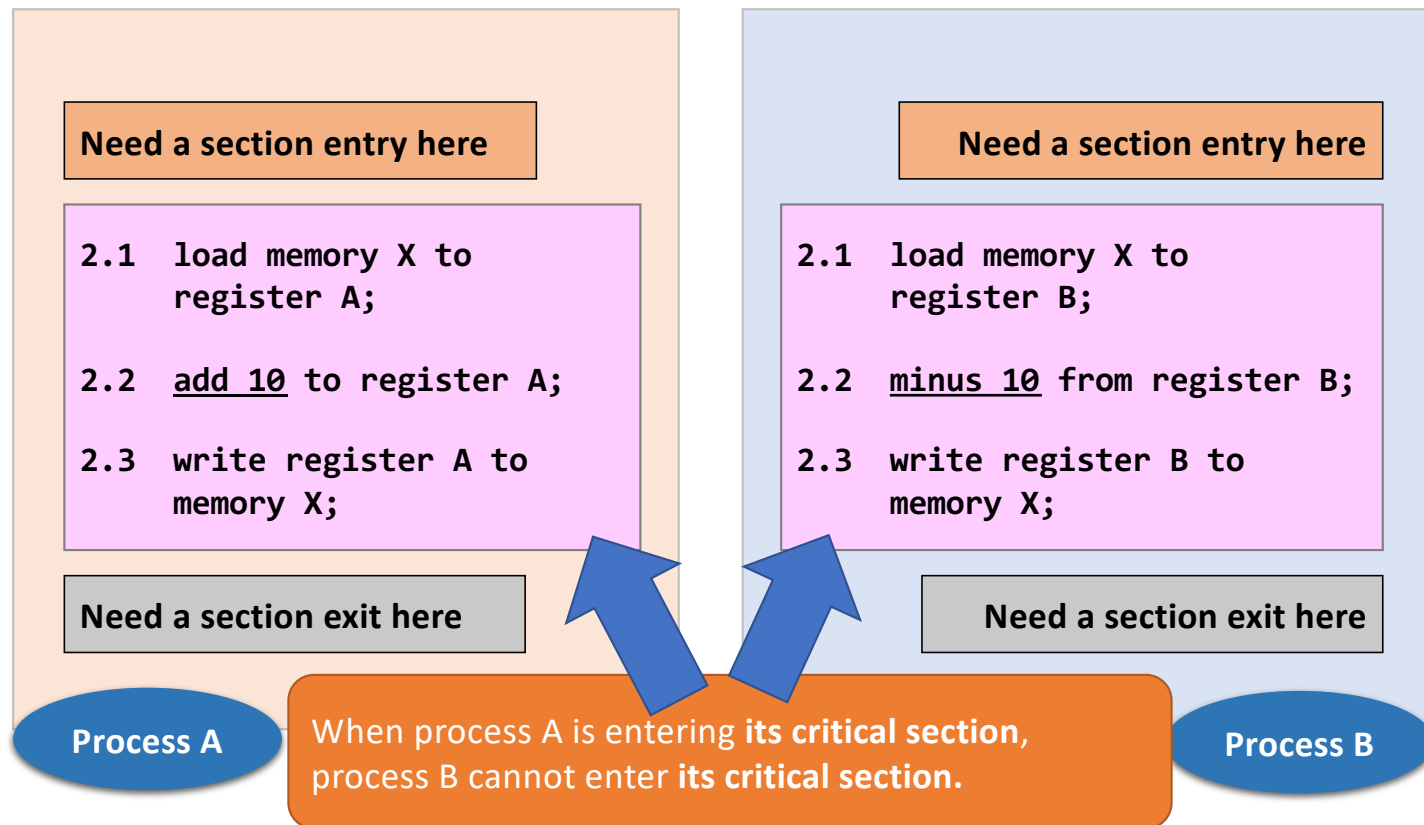 Need a section entry here
2.1 load memory X to
register A;
2.2 add 10 to register A;
2.3 write register A to
memory X;
Need a section exit here
Process A
Need a section entry here
2.1 load memory X to
register B;
2.2 minus 10 from register B;
2.3 write register B to
memory X;
Need a section exit here
Process B
When process A is entering its critical section,
process B cannot enter its critical section.